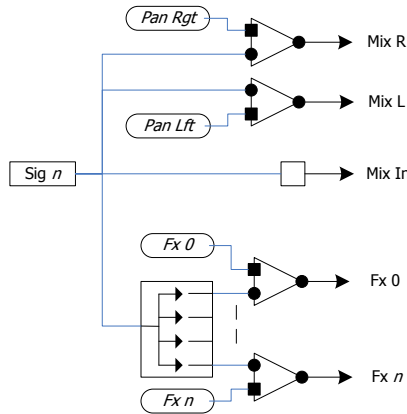 Pan Rgt
Mix R
Mix L
Pan Lft
Sig n
Mix In
Fx 0
Fx 0
Fx n
Fx n